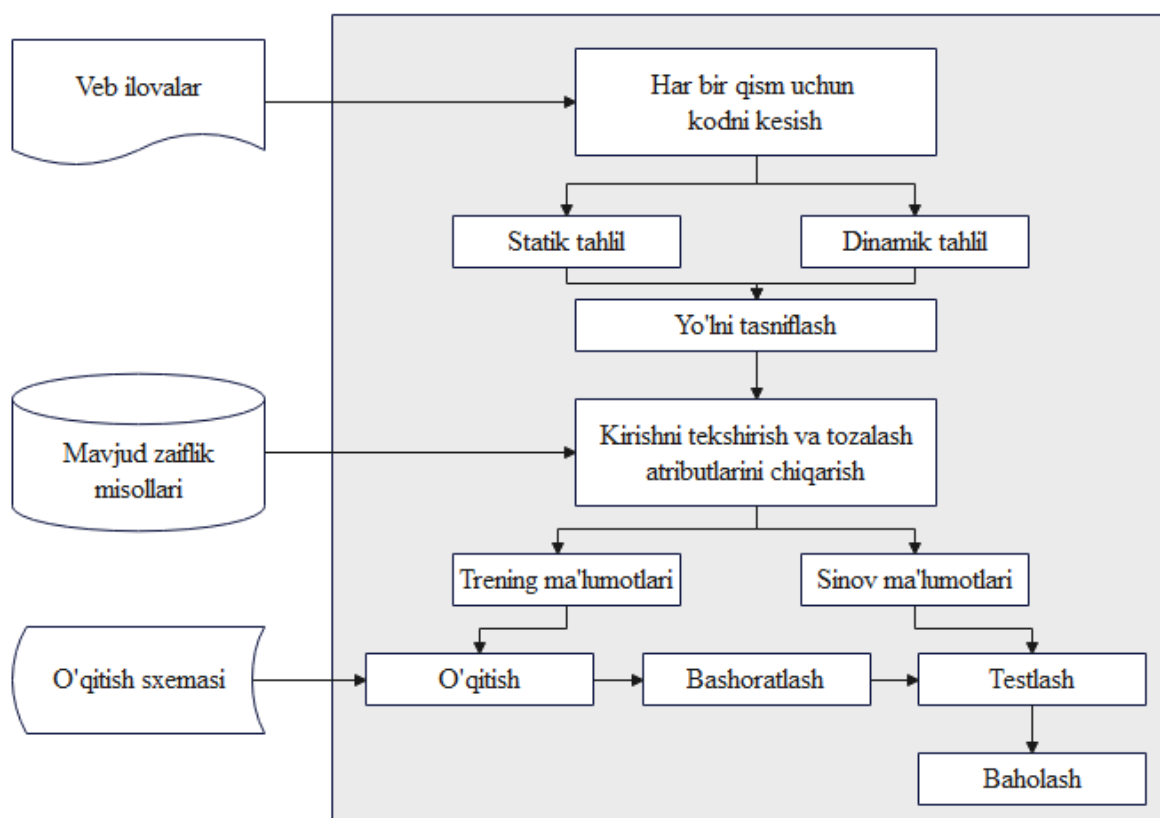 Veb ilovalar
Har bir qism uchun
kodni kesish
Statik tahlil
Dinamik tahlil
Yo'lni tasniflash
Mavjud zaiflik
misollari
Kirishni tekshirish va tozalash
atributlarini chiqarish
Trening ma'lumotlari
Sinov ma'lumotlari
O'qitish sxemasi
O'qitish
Bashoratlash
Testlash
Baholash